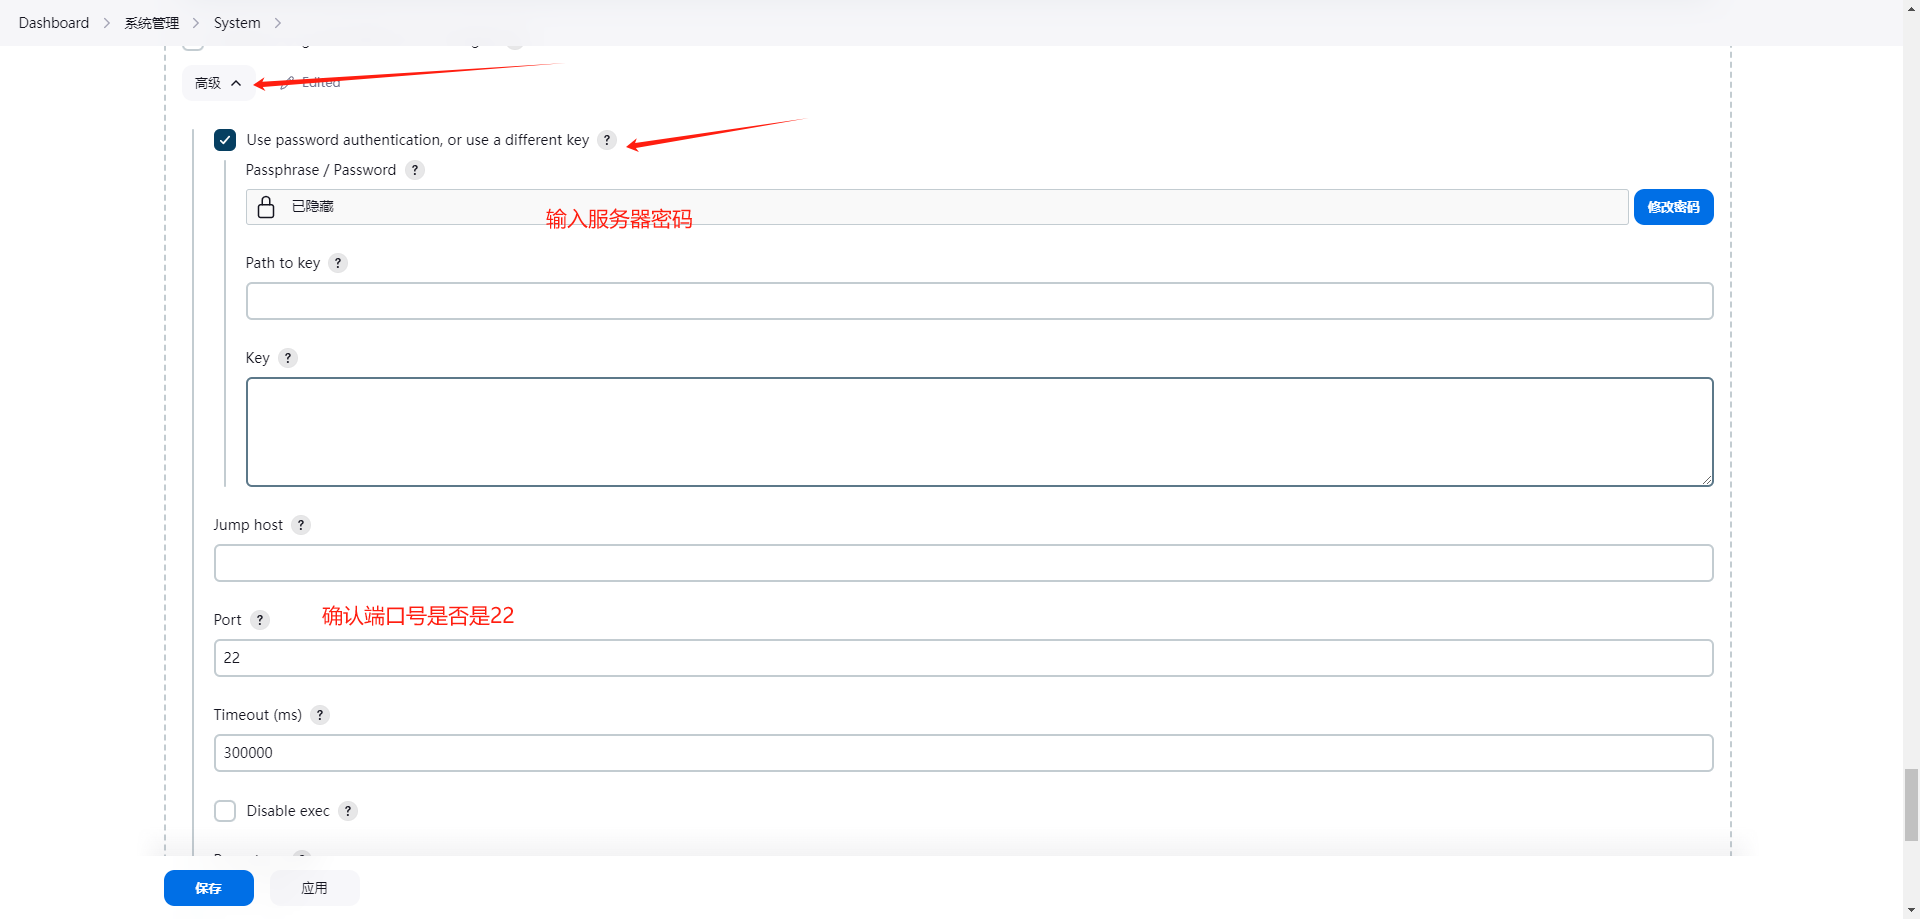 Dashboard 系统管理 System
高级 Edited
Use password authentication, or use a different key ?
Passphrase / Password ?
已隐藏 修改密码
输入服务器密码
Path to key ?
Key ?
Jump host ?
Port ? 确认端口号是否是22
22
Timeout (ms) ?
300000
Disable exec ?
保存 应用